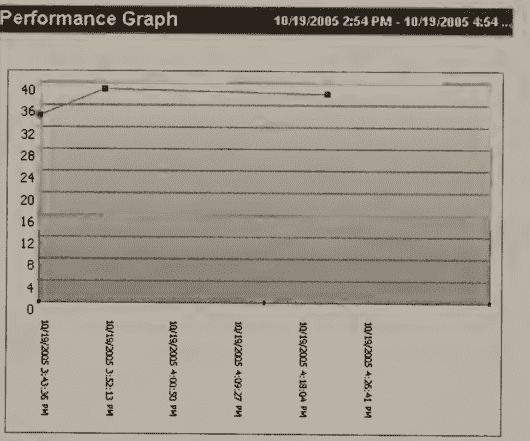 Performance Graph
10/19/2005 2:54 PM - 10/19/2005 4:54 ...
40
36
32
28
24
20
16
12
8
4
0
10/19/2005 3:43:36 PM
10/19/2005 3:52:13 PM
10/19/2005 4:00:50 PM
10/19/2005 4:09:27 PM
10/19/2005 4:18:04 PM
10/19/2005 4:26:41 PM